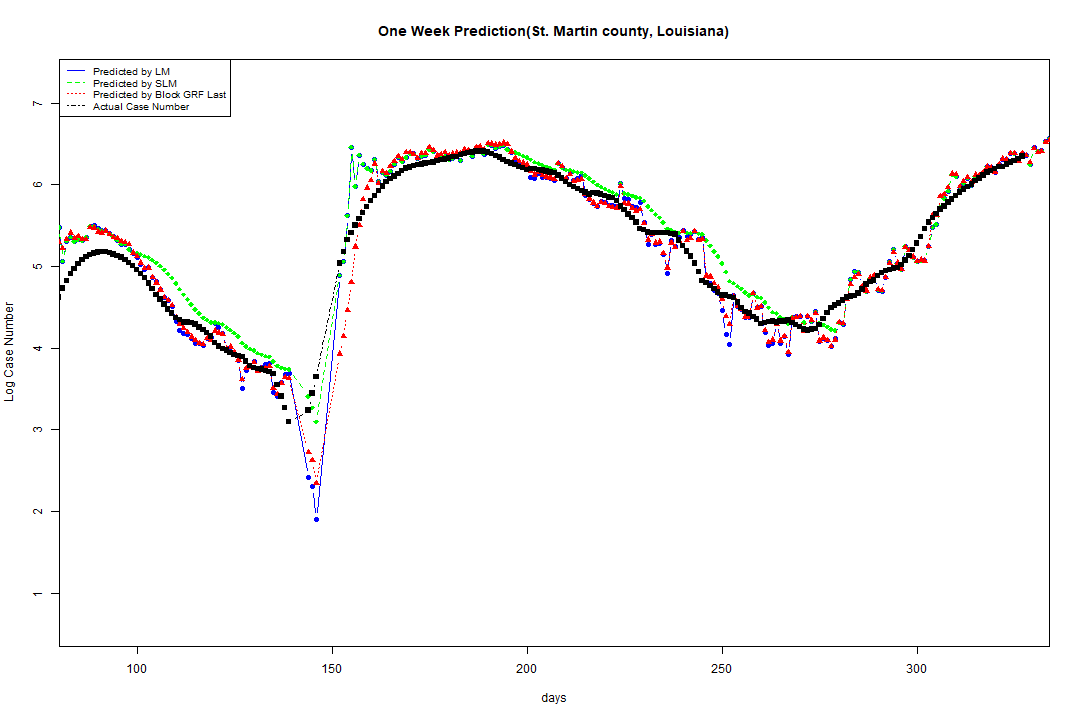 One Week Prediction(St. Martin county, Louisiana)
Predicted by LM
Predicted by SLM
Predicted by Block GRF Last
Actual Case Number
7
6
5
4
3
2
1
Log Case Number
100 150 200 250 300
days